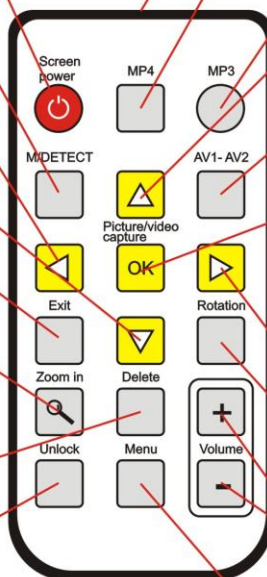 Screen
power
MP4
MP3
M/DETECT
AV1- AV2
Picture/video
capture
OK
Exit
Rotation
Zoom in
Delete
+
Unlock
Menu
Volume
-